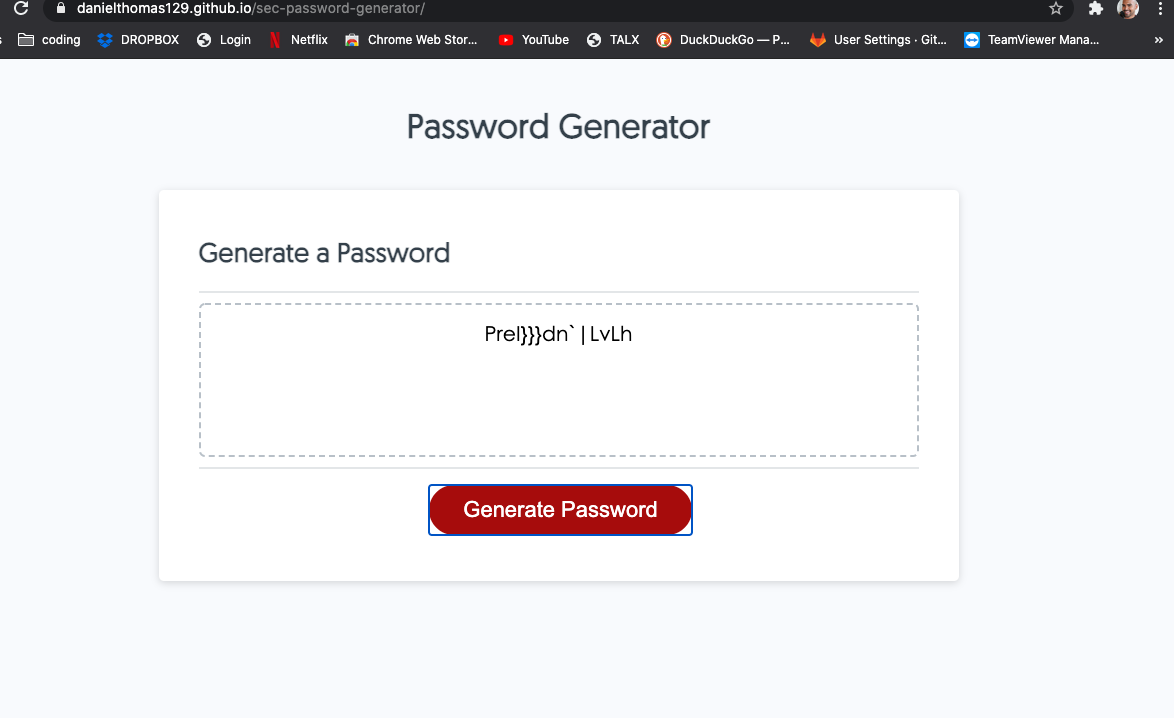 danielthomas129.github.io/sec-password-generator/
coding DROPBOX Login Netflix Chrome Web Stor... YouTube TALX DuckDuckGo — P... User Settings · Git... TeamViewer Mana... »
Password Generator
Generate a Password
Prel}}}dn`|LvLh
Generate Password